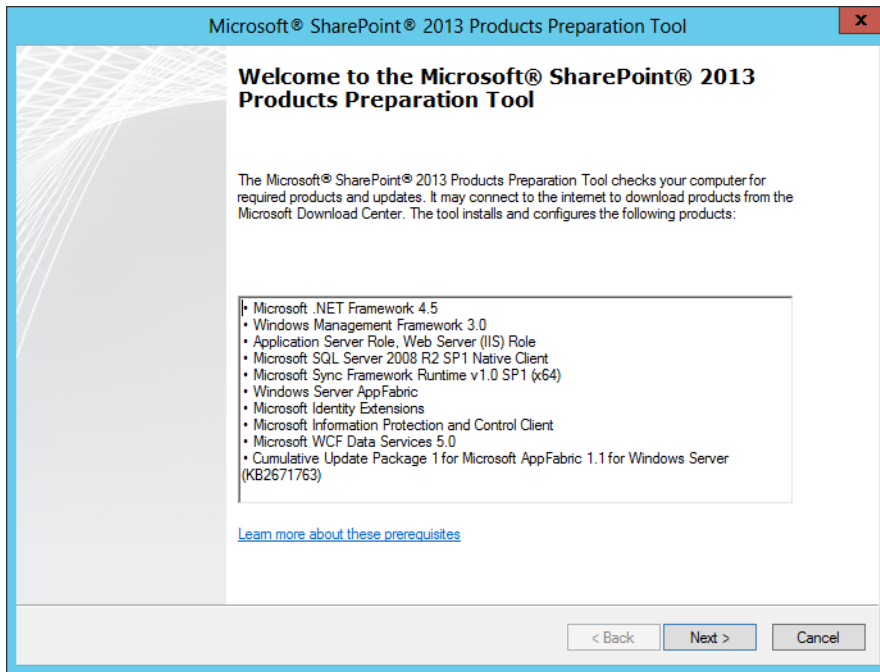 Microsoft® SharePoint® 2013 Products Preparation Tool
x
Welcome to the Microsoft® SharePoint® 2013
Products Preparation Tool
The Microsoft® SharePoint® 2013 Products Preparation Tool checks your computer for
required products and updates. It may connect to the internet to download products from the
Microsoft Download Center. The tool installs and configures the following products:
• Microsoft .NET Framework 4.5
• Windows Management Framework 3.0
• Application Server Role, Web Server (IIS) Role
• Microsoft SQL Server 2008 R2 SP1 Native Client
• Microsoft Sync Framework Runtime v1.0 SP1 (x64)
• Windows Server AppFabric
• Microsoft Identity Extensions
• Microsoft Information Protection and Control Client
• Microsoft WCF Data Services 5.0
• Cumulative Update Package 1 for Microsoft AppFabric 1.1 for Windows Server
(KB2671763)
Learn more about these prerequisites
< Back Next > Cancel